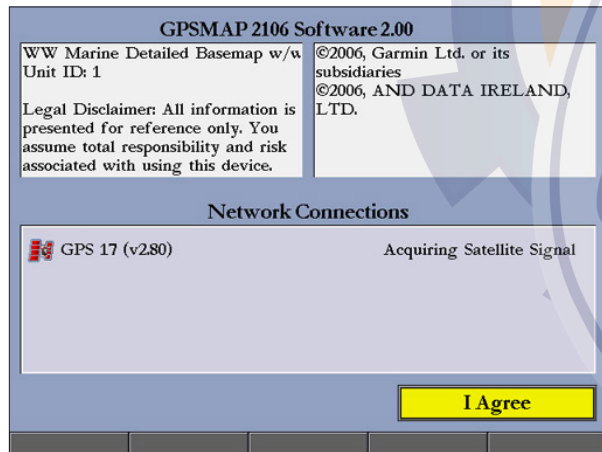 GPSMAP 2106 Software 2.00
WW Marine Detailed Basemap w/w
Unit ID: 1
Legal Disclaimer: All information is
presented for reference only. You
assume total responsibility and risk
associated with using this device.
©2006, Garmin Ltd. or its
subsidiaries
©2006, AND DATA IRELAND,
LTD.
Network Connections
GPS 17 (v2.80)
Acquiring Satellite Signal
I Agree